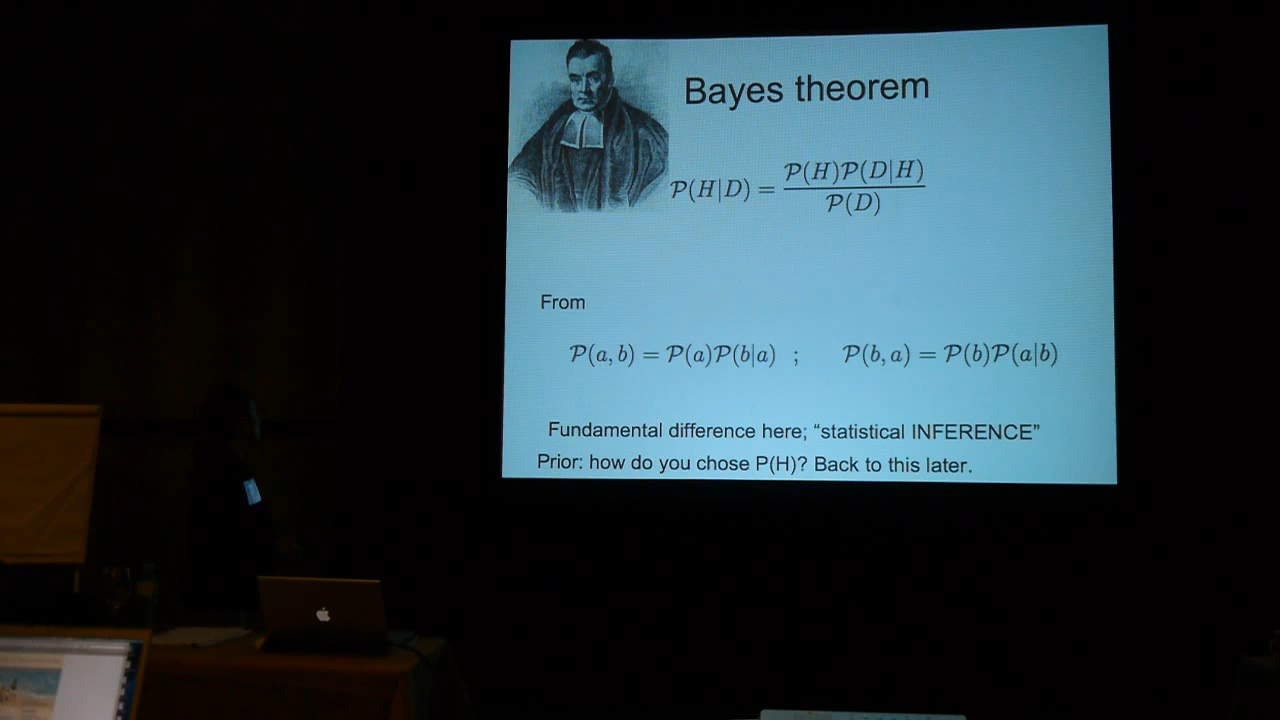 Bayes theorem
P(H|D) = P(H)P(D|H) / P(D)
From
P(a, b) = P(a)P(b|a) ; P(b, a) = P(b)P(a|b)
Fundamental difference here; “statistical INFERENCE”
Prior: how do you chose P(H)? Back to this later.